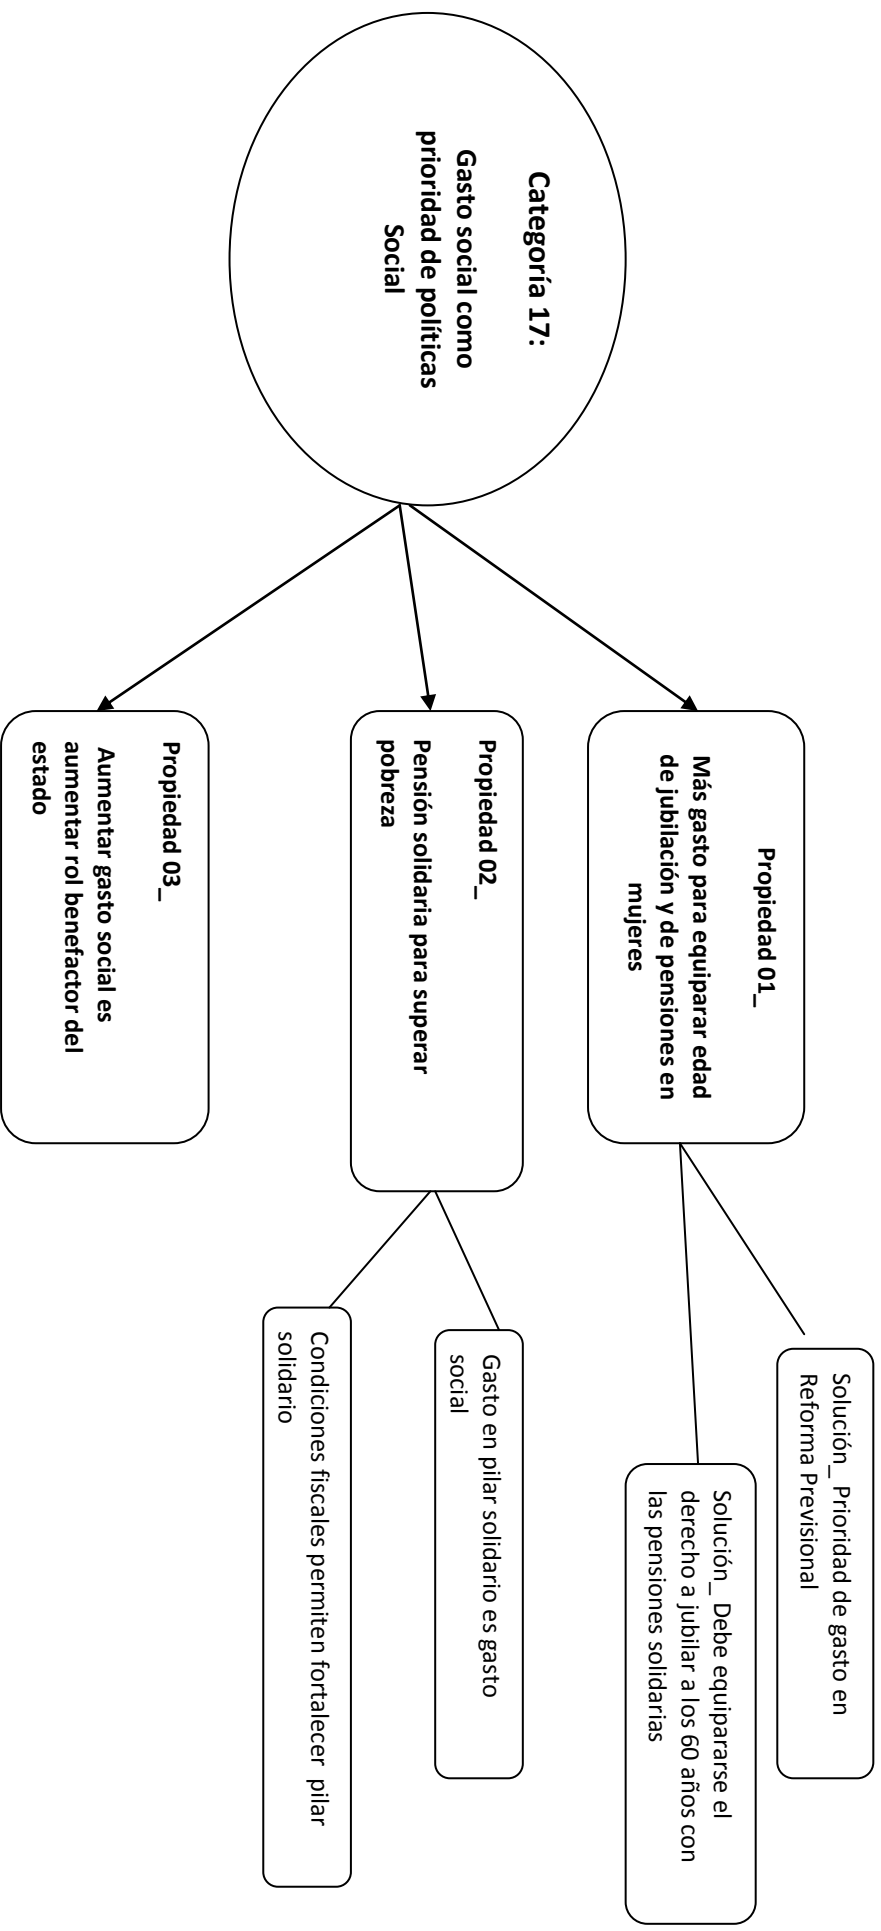 Categoría 17:
Gasto social como
prioridad de políticas
Social
Propiedad 01_
Más gasto para equiparar edad
de jubilación y de pensiones en
mujeres
Solución_ Prioridad de gasto en
Reforma Previsional
Solución_ Debe equipararse el
derecho a jubilar a los 60 años con
las pensiones solidarias
Propiedad 02_
Pensión solidaria para superar
pobreza
Gasto en pilar solidario es gasto
social
Condiciones fiscales permiten fortalecer pilar
solidario
Propiedad 03_
Aumentar gasto social es
aumentar rol benefactor del
estado